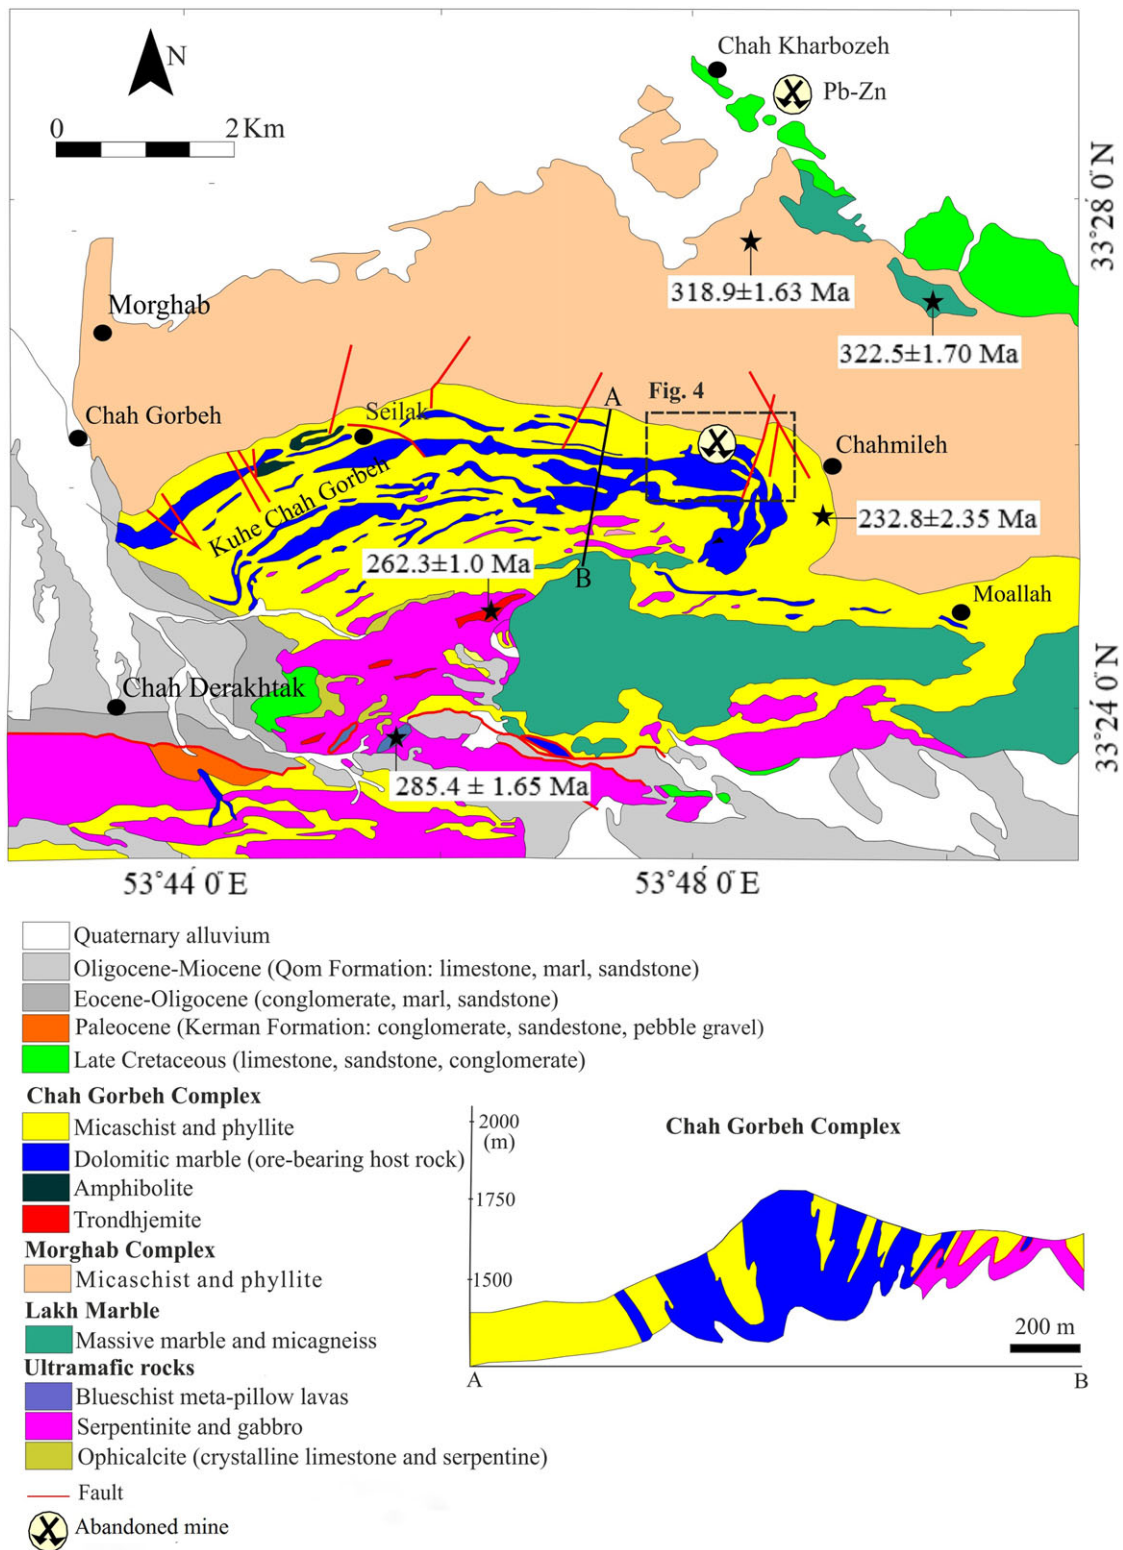 Chah Kharbozeh
N
Pb-Zn
0 2 Km
33°28́ 0̋ N
318.9±1.63 Ma
Morghab
322.5±1.70 Ma
Fig. 4
A
Chah Gorbeh
Seilak
Chahmileh
Kuhe Chah Gorbeh
232.8±2.35 Ma
262.3±1.0 Ma
B
Moallah
Chah Derakhtak
33°24́ 0̋ N
285.4 ± 1.65 Ma
53°44́ 0̋ E
53°48́ 0̋ E
Quaternary alluvium
Oligocene-Miocene (Qom Formation: limestone, marl, sandstone)
Eocene-Oligocene (conglomerate, marl, sandstone)
Paleocene (Kerman Formation: conglomerate, sandestone, pebble gravel)
Late Cretaceous (limestone, sandstone, conglomerate)
Chah Gorbeh Complex
Micaschist and phyllite
Dolomitic marble (ore-bearing host rock)
Amphibolite
Trondhjemite
Morghab Complex
Micaschist and phyllite
Lakh Marble
Massive marble and micagneiss
Ultramafic rocks
Blueschist meta-pillow lavas
Serpentinite and gabbro
Ophicalcite (crystalline limestone and serpentine)
Fault
Abandoned mine
2000
(m)
Chah Gorbeh Complex
1750
1500
200 m
A
B